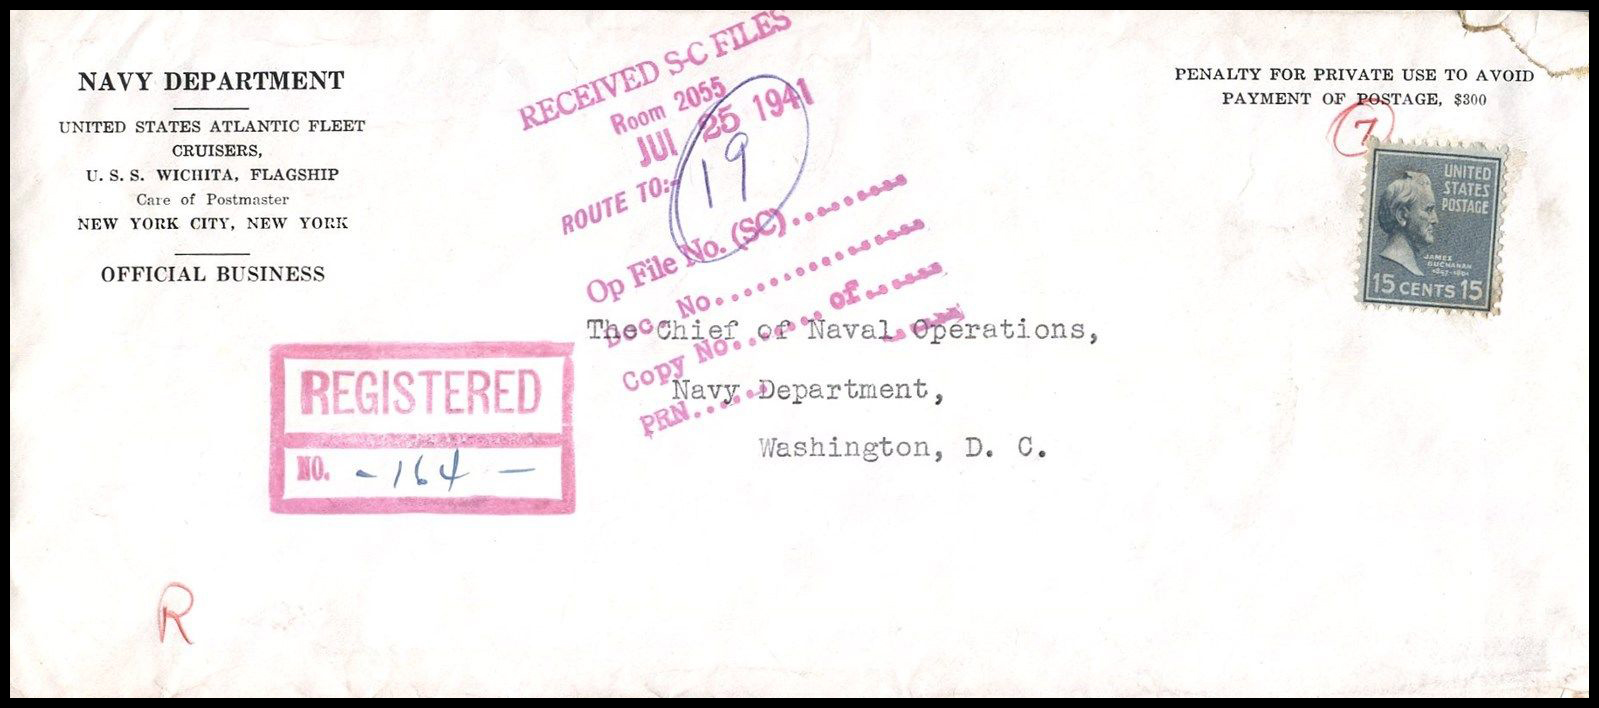 NAVY DEPARTMENT
UNITED STATES ATLANTIC FLEET
CRUISERS,
U. S. S. WICHITA, FLAGSHIP
Care of Postmaster
NEW YORK CITY, NEW YORK
OFFICIAL BUSINESS
RECEIVED S-C FILES
Room 2055
JUL 25 1941
19
ROUTE TO:-
Op File No. (SC)..........
Doc. No................
Copy No...... of ......
PRN......
PENALTY FOR PRIVATE USE TO AVOID
PAYMENT OF POSTAGE, $300
7
UNITED
STATES
POSTAGE
JAMES
BUCHANAN
1857-1861
15 CENTS 15
The Chief of Naval Operations,
Navy Department,
Washington, D. C.
REGISTERED
NO. -164-
R